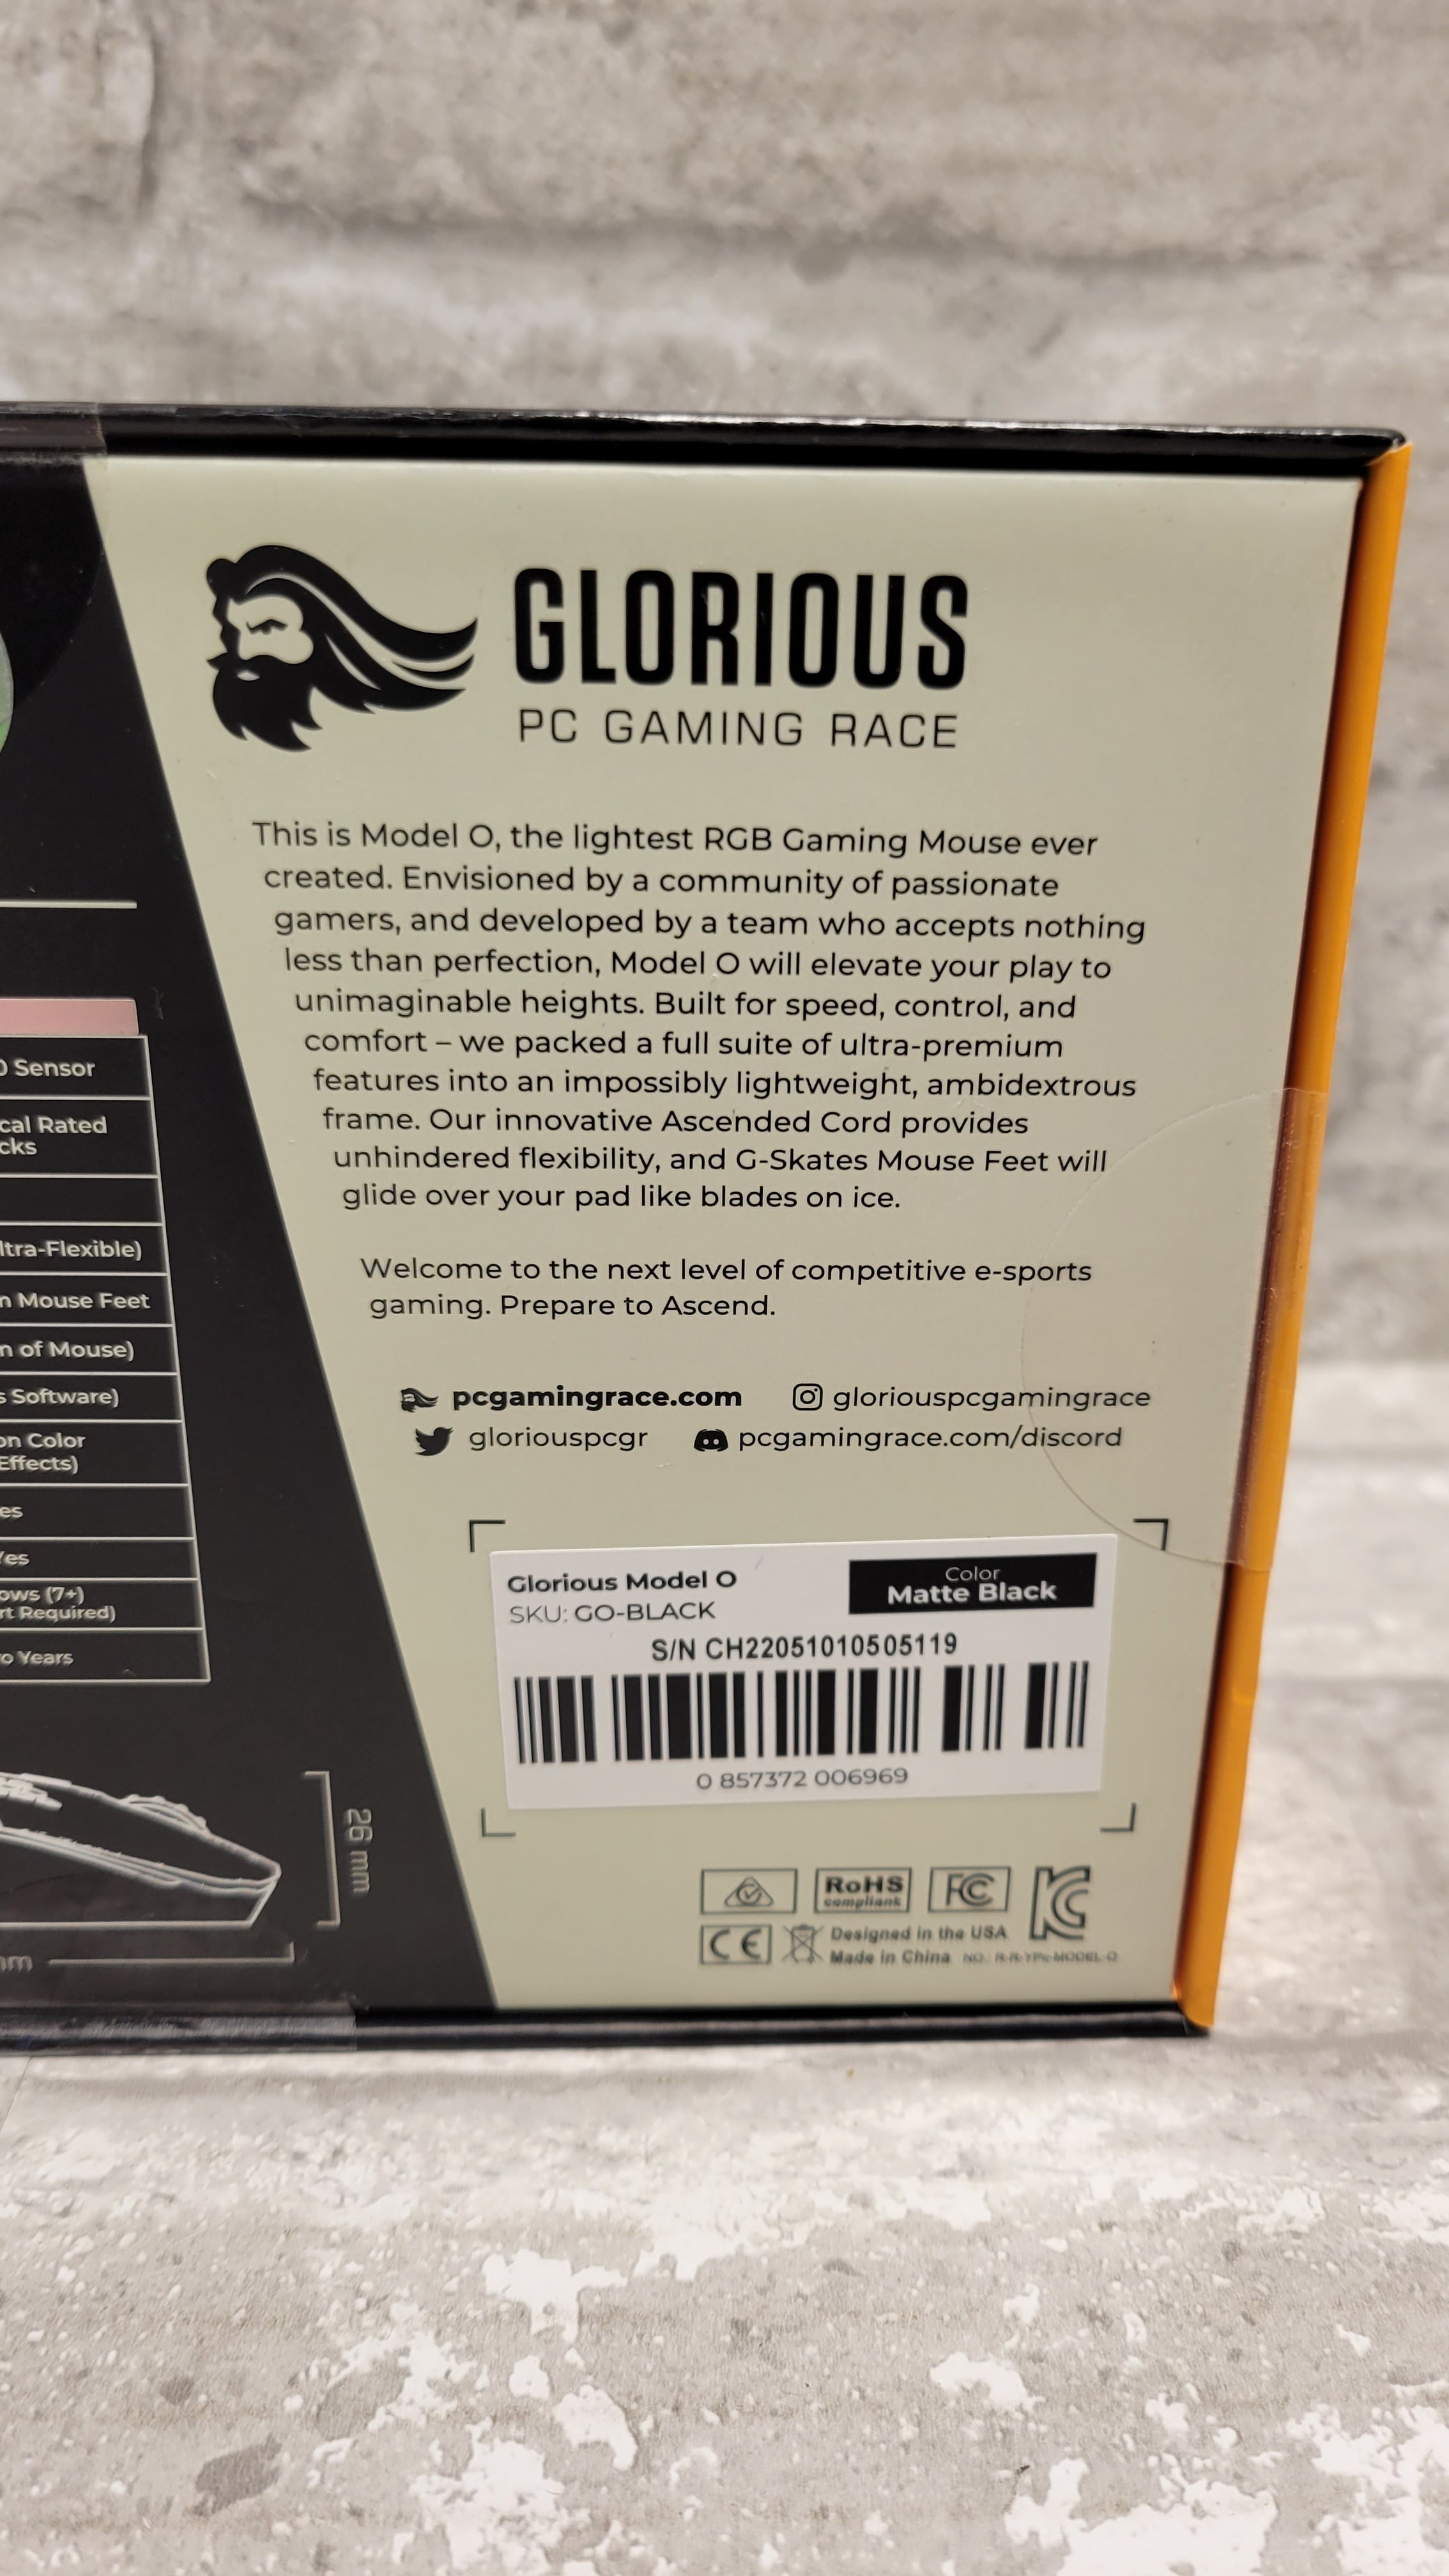 GLORIOUS
PC GAMING RACE
This is Model O, the lightest RGB Gaming Mouse ever
created. Envisioned by a community of passionate
gamers, and developed by a team who accepts nothing
less than perfection, Model O will elevate your play to
unimaginable heights. Built for speed, control, and
comfort – we packed a full suite of ultra-premium
features into an impossibly lightweight, ambidextrous
frame. Our innovative Ascended Cord provides
unhindered flexibility, and G-Skates Mouse Feet will
glide over your pad like blades on ice.
Welcome to the next level of competitive e-sports
gaming. Prepare to Ascend.
pcgamingrace.com gloriouspcgamingrace
gloriouspcgr pcgamingrace.com/discord
Glorious Model O
SKU: GO-BLACK
Color
Matte Black
S/N CH22051010505119
0 857372 006969
RoHS
compliant
FC
CE
Designed in the USA
Made in China
Sensor
Rated
Mouse Feet
of Mouse)
Software)
Color
Effects)
(7+)
Required)
Years
26 mm